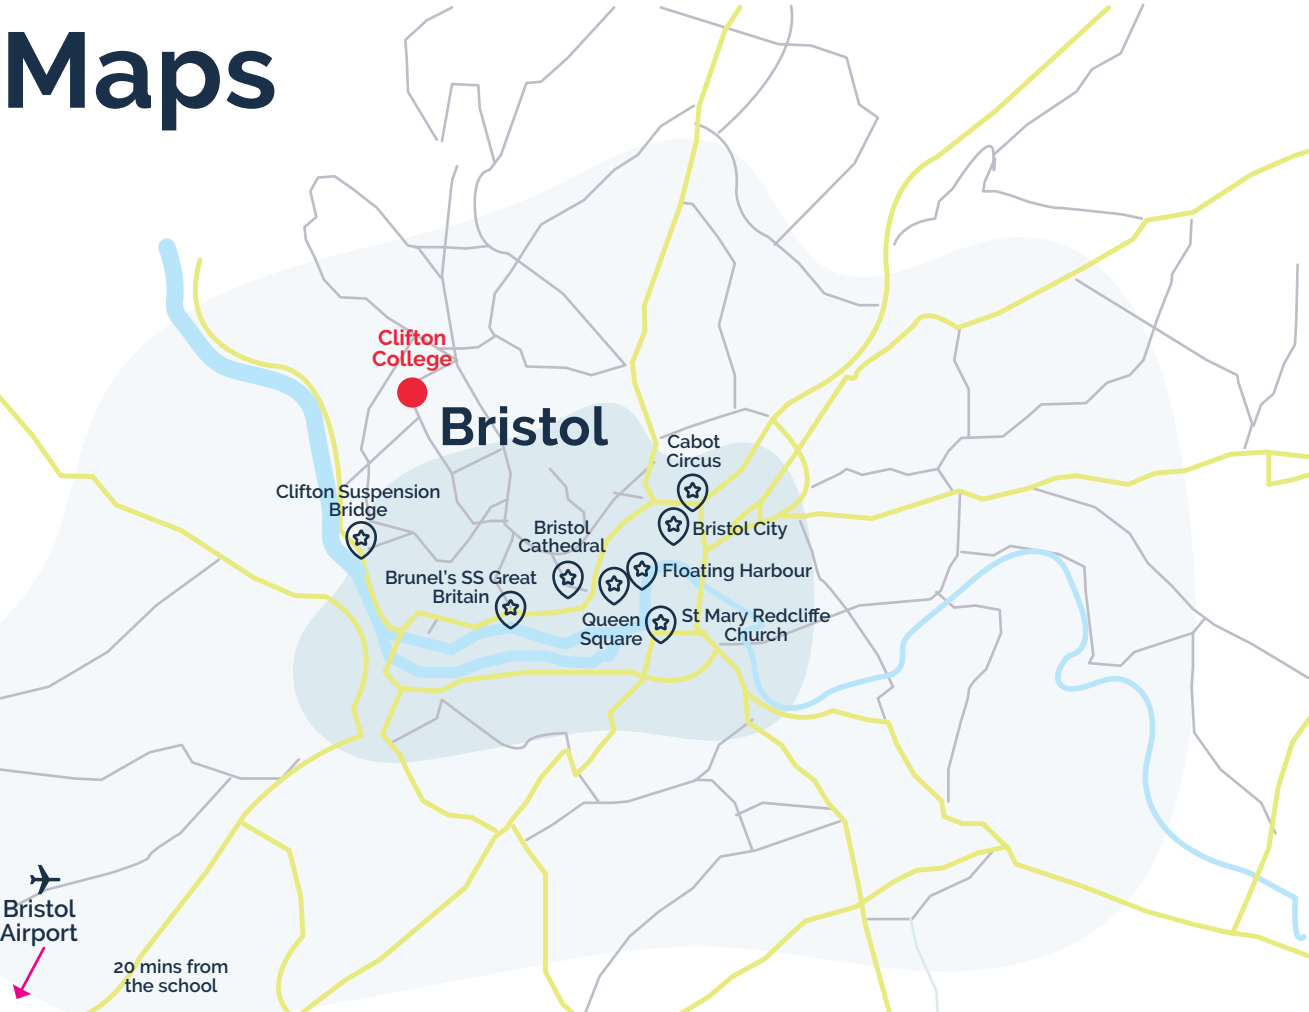 Maps
Clifton
College
Bristol
Cabot
Circus
Clifton Suspension
Bridge
Bristol
Cathedral
Bristol City
Brunel's SS Great
Britain
Floating Harbour
Queen
Square
St Mary Redcliffe
Church
Bristol
Airport
20 mins from
the school